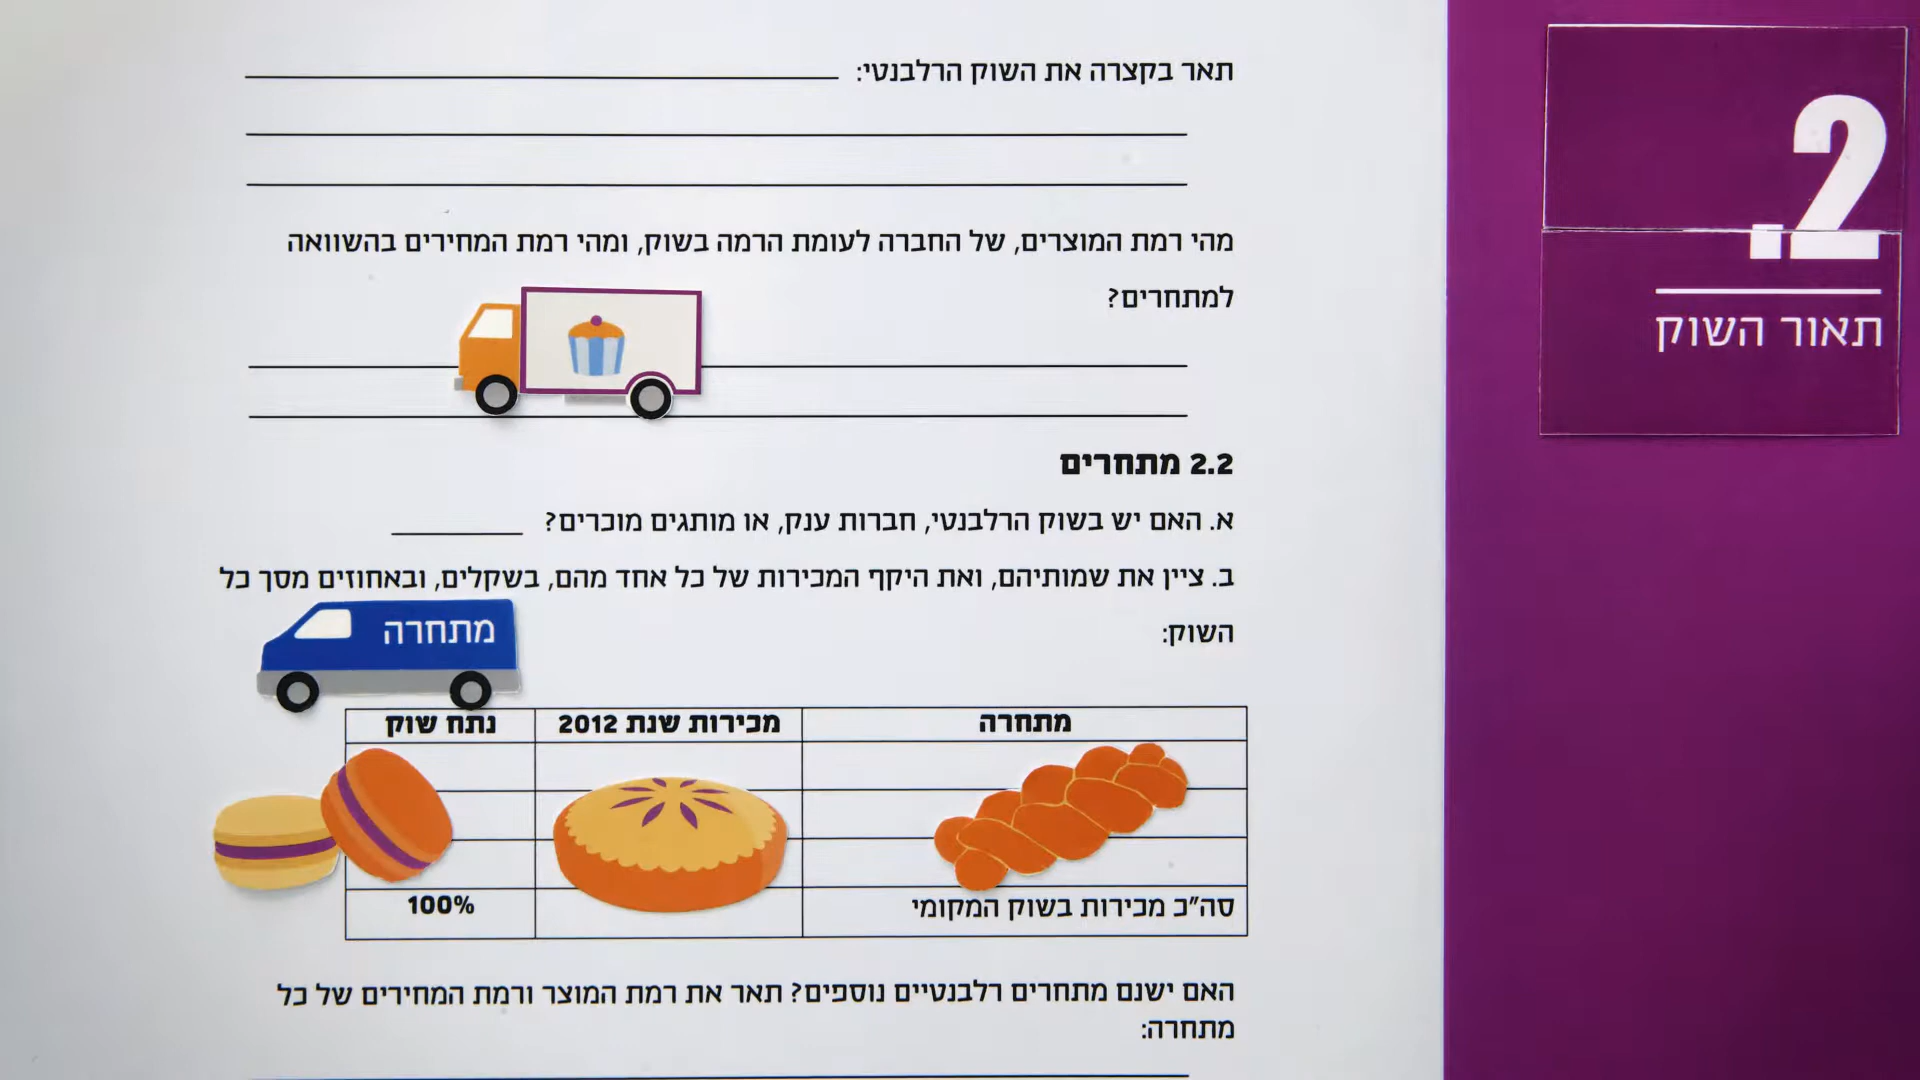 .2
תאור השוק
תאר בקצרה את השוק הרלבנטי:
מהי רמת המוצרים, של החברה לעומת הרמה בשוק, ומהי רמת המחירים בהשוואה
למתחרים?
2.2 מתחרים
א. האם יש בשוק הרלבנטי, חברות ענק, או מותגים מוכרים?
ב. ציין את שמותיהם, ואת היקף המכירות של כל אחד מהם, בשקלים, ובאחוזים מסך כל
השוק:
מתחרה
מתחרה מכירות שנת 2012 נתח שוק
סה"כ מכירות בשוק המקומי 100%
האם ישנם מתחרים רלבנטיים נוספים? תאר את רמת המוצר ורמת המחירים של כל
מתחרה: